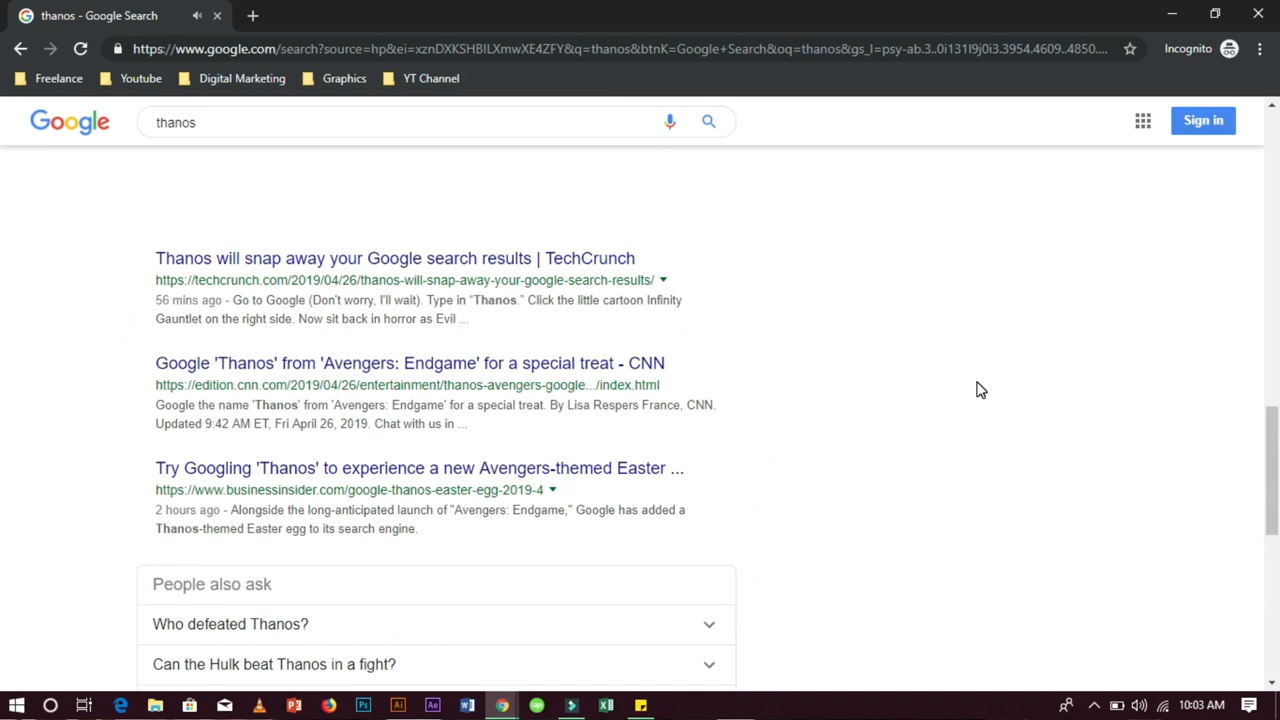 thanos - Google Search
https://www.google.com/search?source=hp&ei=xznDXKSHBILXmwXE4ZFY&q=thanos&btnK=Google+Search&oq=thanos&gs_l=psy-ab.3..0i131l9j0i3.3954.4609..4850....
Incognito
Freelance Youtube Digital Marketing Graphics YT Channel
Google thanos Sign in
Thanos will snap away your Google search results | TechCrunch
https://techcrunch.com/2019/04/26/thanos-will-snap-away-your-google-search-results/
56 mins ago - Go to Google (Don't worry, I'll wait). Type in “Thanos.” Click the little cartoon Infinity
Gauntlet on the right side. Now sit back in horror as Evil ...
Google 'Thanos' from 'Avengers: Endgame' for a special treat - CNN
https://edition.cnn.com/2019/04/26/entertainment/thanos-avengers-google.../index.html
Google the name 'Thanos' from 'Avengers: Endgame' for a special treat. By Lisa Respers France, CNN.
Updated 9:42 AM ET, Fri April 26, 2019. Chat with us in ...
Try Googling 'Thanos' to experience a new Avengers-themed Easter ...
https://www.businessinsider.com/google-thanos-easter-egg-2019-4
2 hours ago - Alongside the long-anticipated launch of "Avengers: Endgame," Google has added a
Thanos-themed Easter egg to its search engine.
People also ask
Who defeated Thanos?
Can the Hulk beat Thanos in a fight?
Ps Ai Ae 10:03 AM